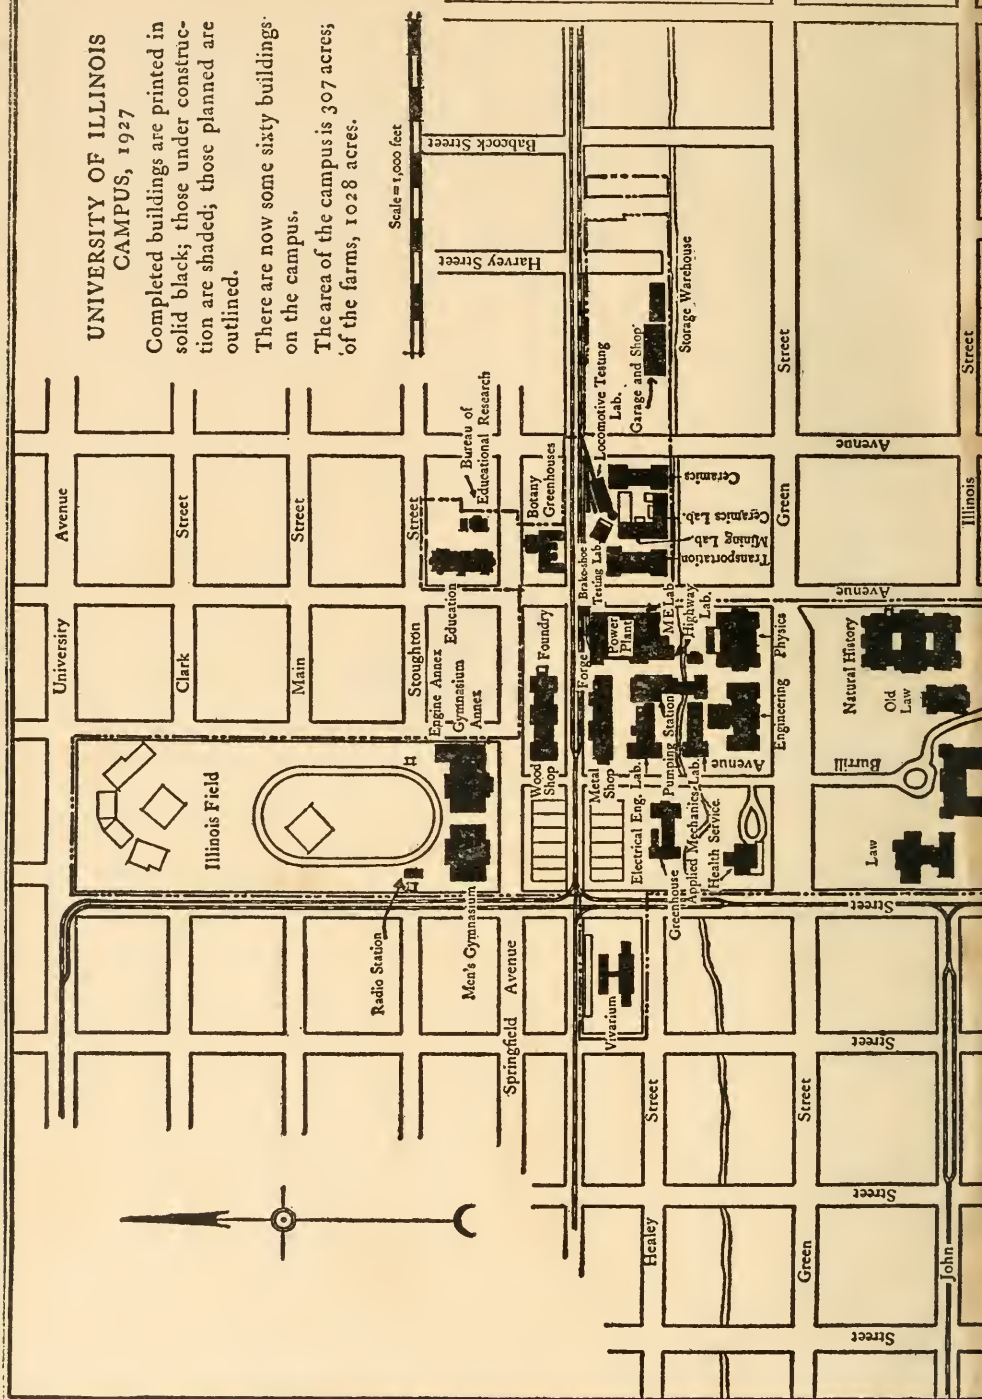 UNIVERSITY OF ILLINOIS
CAMPUS, 1927
Completed buildings are printed in
solid black; those under construc-
tion are shaded; those planned are
outlined.
There are now some sixty buildings
on the campus.
The area of the campus is 307 acres;
of the farms, 1028 acres.
Scale = 1,000 feet
University
Avenue
Clark
Street
Main
Street
Stoughton
Street
Illinois Field
Radio Station
Men's Gymnasium
Engine Annex
Gymnasium
Annex
Education
Bureau of
Educational Research
Botany
Greenhouses
Springfield
Avenue
Babcock Street
Harvey Street
Wood
Shop
Foundry
Metal
Shop
Forge
Power
Plant
Brake-shoe
Testing Lab
Locomotive Testing
Lab.
Garage and Shop
Storage Warehouse
Ceramics
Ceramics Lab.
Mining Lab.
Transportation
M E Lab
Highway
Lab.
Electrical Eng. Lab.
Pumping Station
Applied Mechanics Lab.
Health Service
Greenhouse
Vivarium
Healey
Street
Physics
Engineering
Avenue
Burrill
Green
Street
Green
Street
Avenue
Avenue
Natural History
Old
Law
Law
Street
Street
Street
Street
John
Illinois
Street